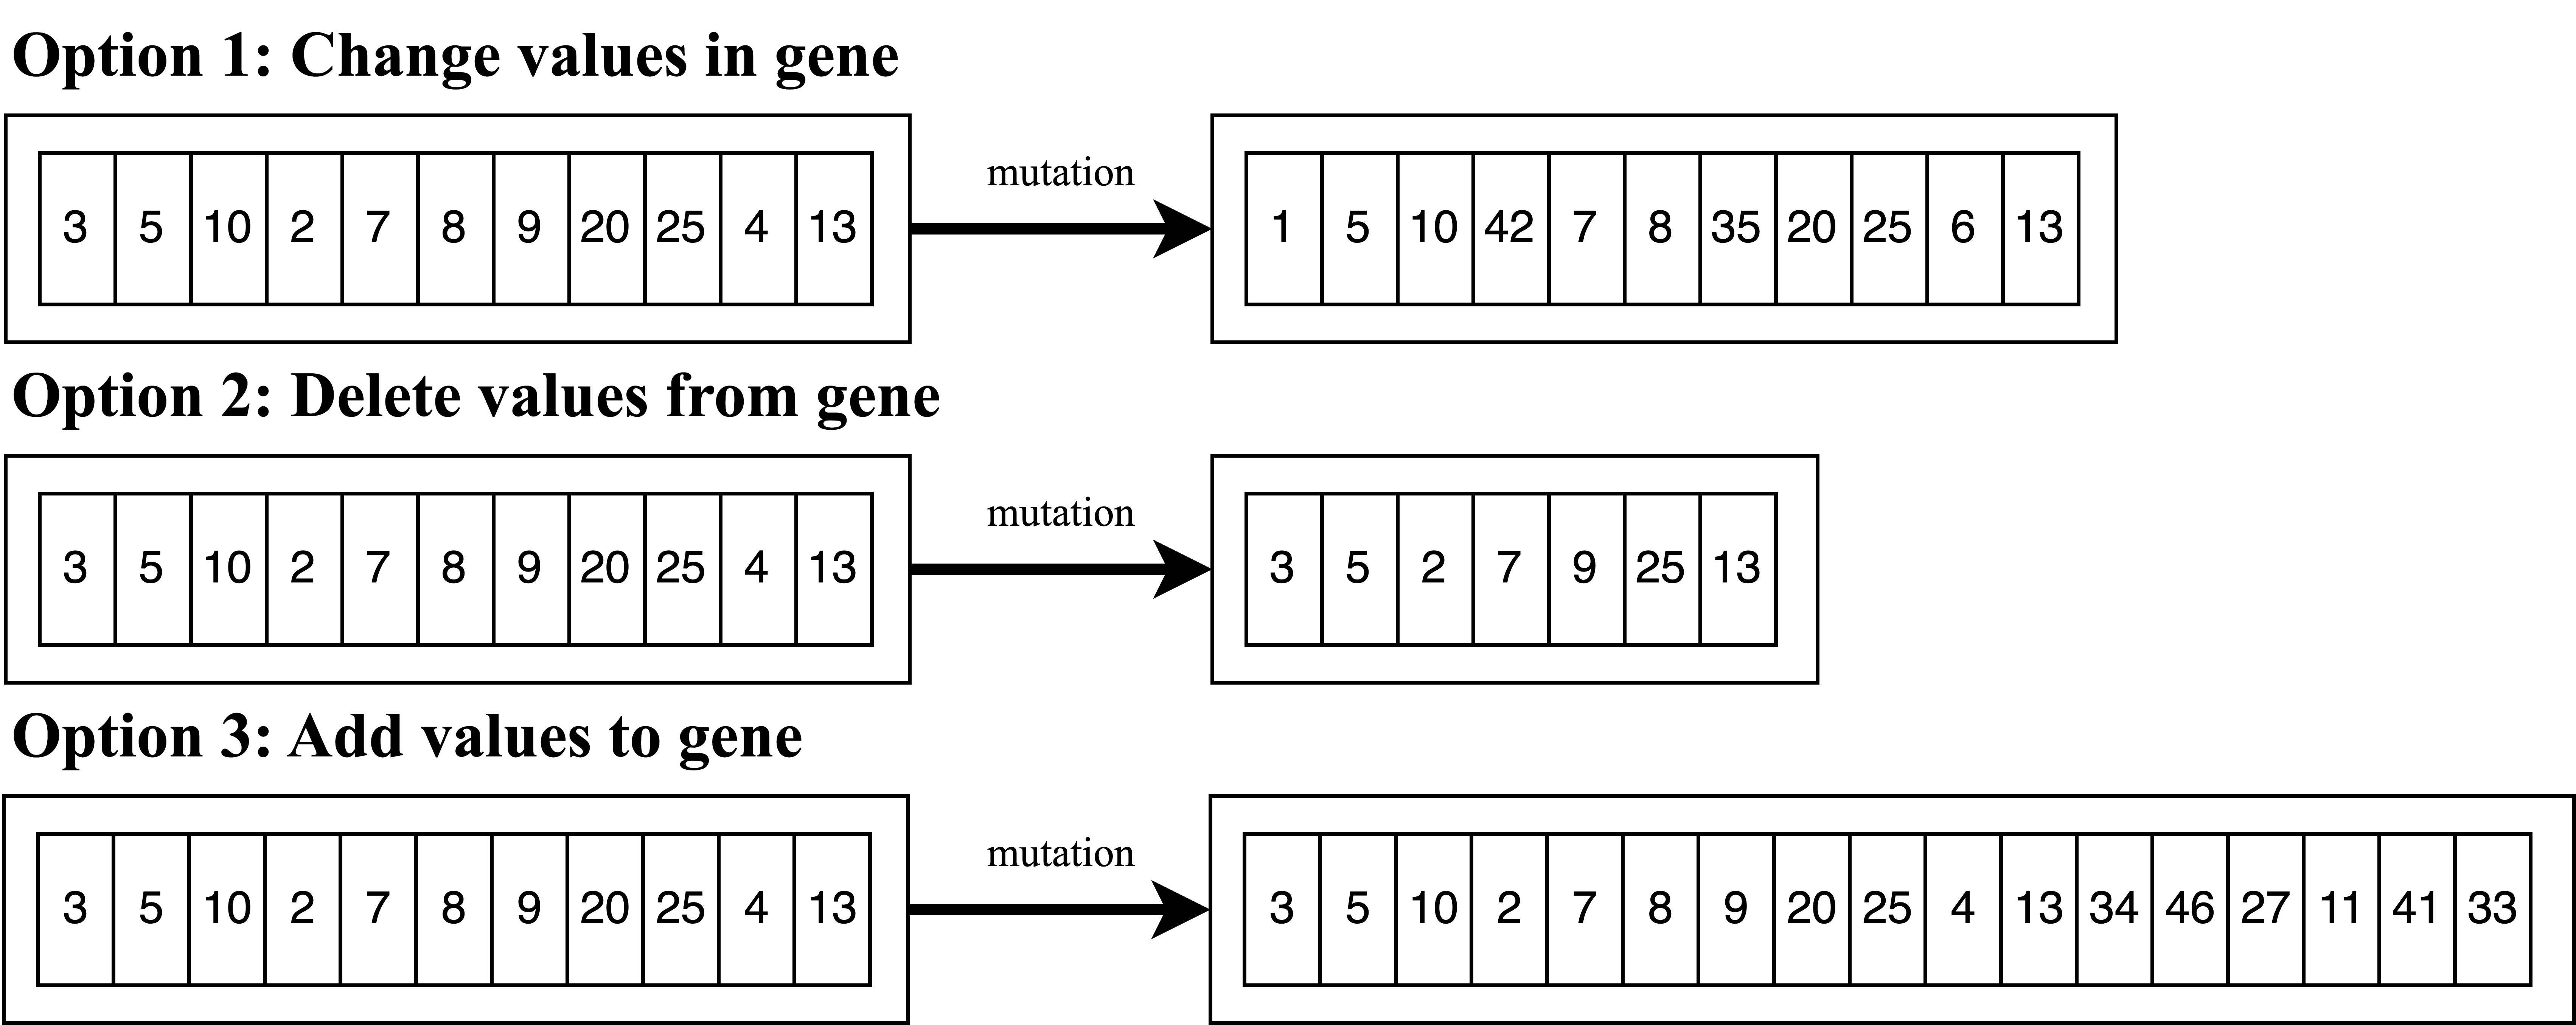 Option 1: Change values in gene
mutation
3 5 10 2 7 8 9 20 25 4 13 1 5 10 42 7 8 35 20 25 6 13
Option 2: Delete values from gene
mutation
3 5 10 2 7 8 9 20 25 4 13 3 5 2 7 9 25 13
Option 3: Add values to gene
mutation
3 5 10 2 7 8 9 20 25 4 13 3 5 10 2 7 8 9 20 25 4 13 34 46 27 11 41 33